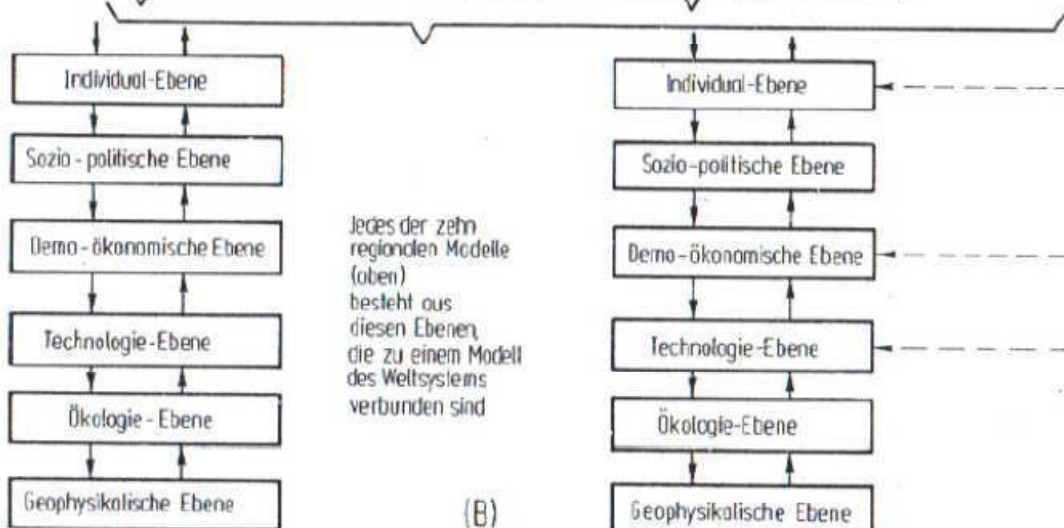 Individual-Ebene
Sozio-politische Ebene
Demo-ökonomische Ebene
Technologie-Ebene
Ökologie-Ebene
Geophysikalische Ebene
Jedes der zehn
regionalen Modelle
(oben)
besteht aus
diesen Ebenen,
die zu einem Modell
des Weltsystems
verbunden sind
(B)
Individual-Ebene
Sozio-politische Ebene
Demo-ökonomische Ebene
Technologie-Ebene
Ökologie-Ebene
Geophysikalische Ebene